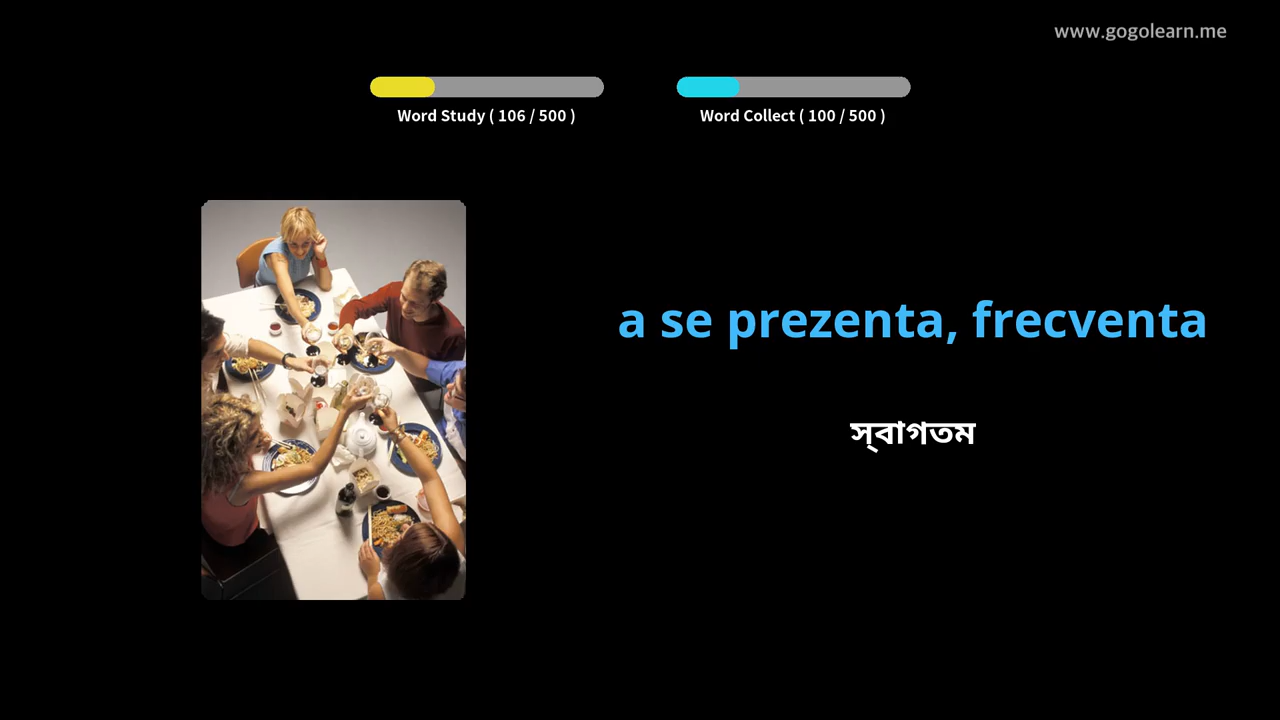 www.gogolearn.me
Word Study ( 106 / 500 )
Word Collect ( 100 / 500 )
a se prezenta, frecventa
স্বাগতম